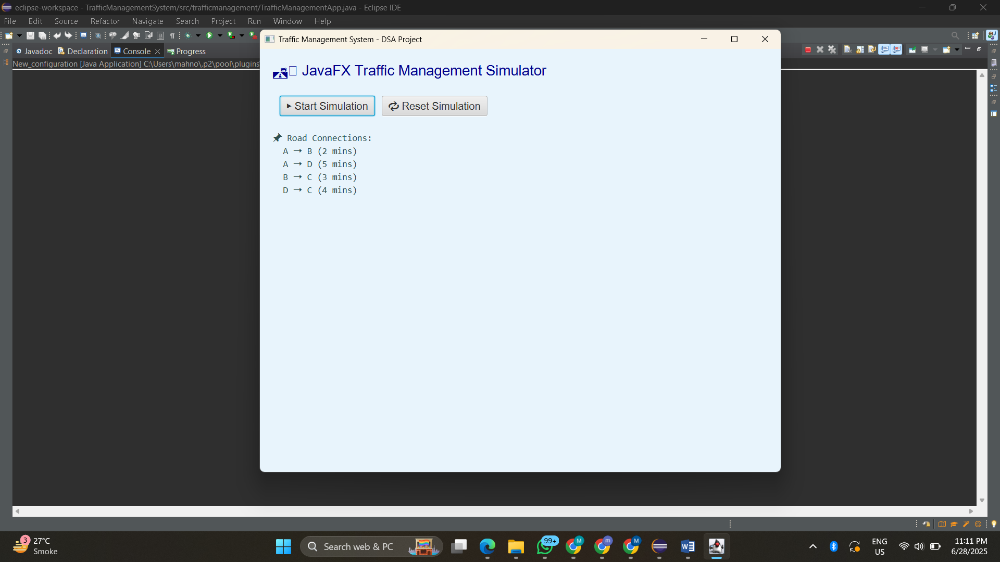 eclipse-workspace - TrafficManagementSystem/src/trafficmanagement/TrafficManagementApp.java - Eclipse IDE
File Edit Source Refactor Navigate Search Project Run Window Help
Javadoc Declaration Console Progress
New_configuration [Java Application] C:\Users\mahno\.p2\pool\plugins
Traffic Management System - DSA Project
JavaFX Traffic Management Simulator
Start Simulation Reset Simulation
Road Connections:
A → B (2 mins)
A → D (5 mins)
B → C (3 mins)
D → C (4 mins)
3
27°C
Smoke
Search web & PC
99+
M
m
M
ENG
US
11:11 PM
6/28/2025